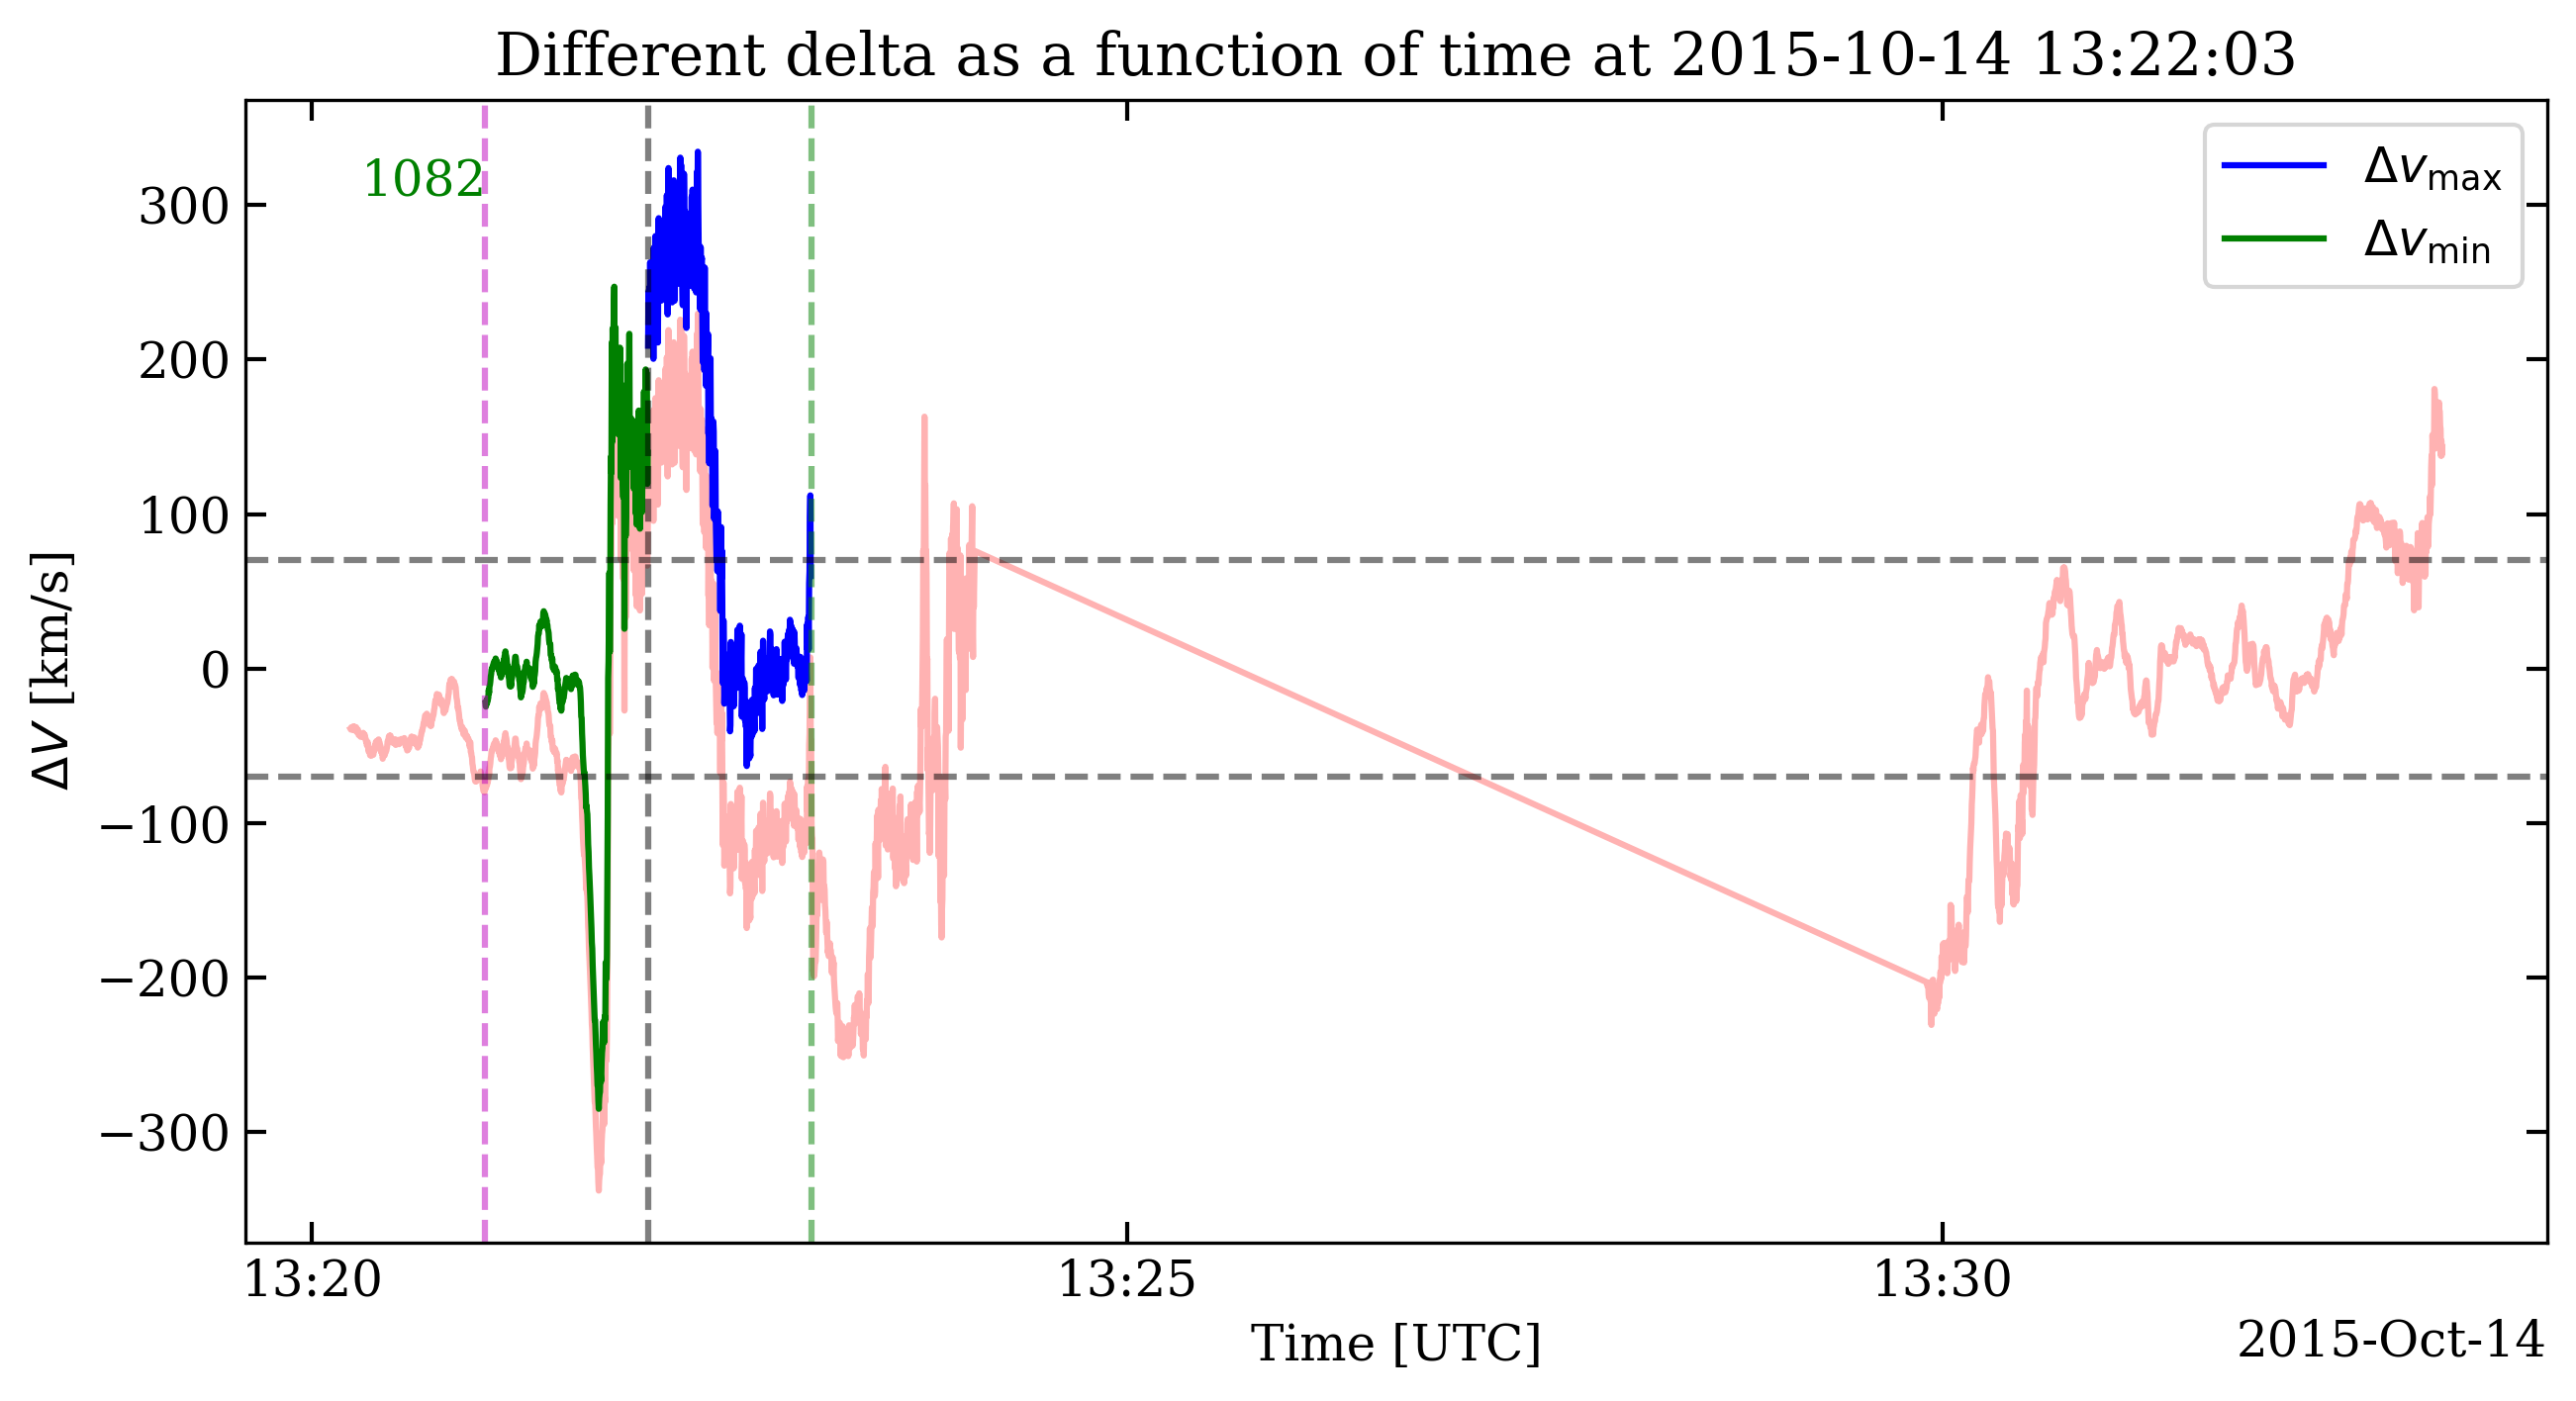 Different delta as a function of time at 2015-10-14 13:22:03
1082
Δv_max
Δv_min
300
200
100
0
−100
−200
−300
ΔV [km/s]
13:20
13:25
13:30
Time [UTC]
2015-Oct-14